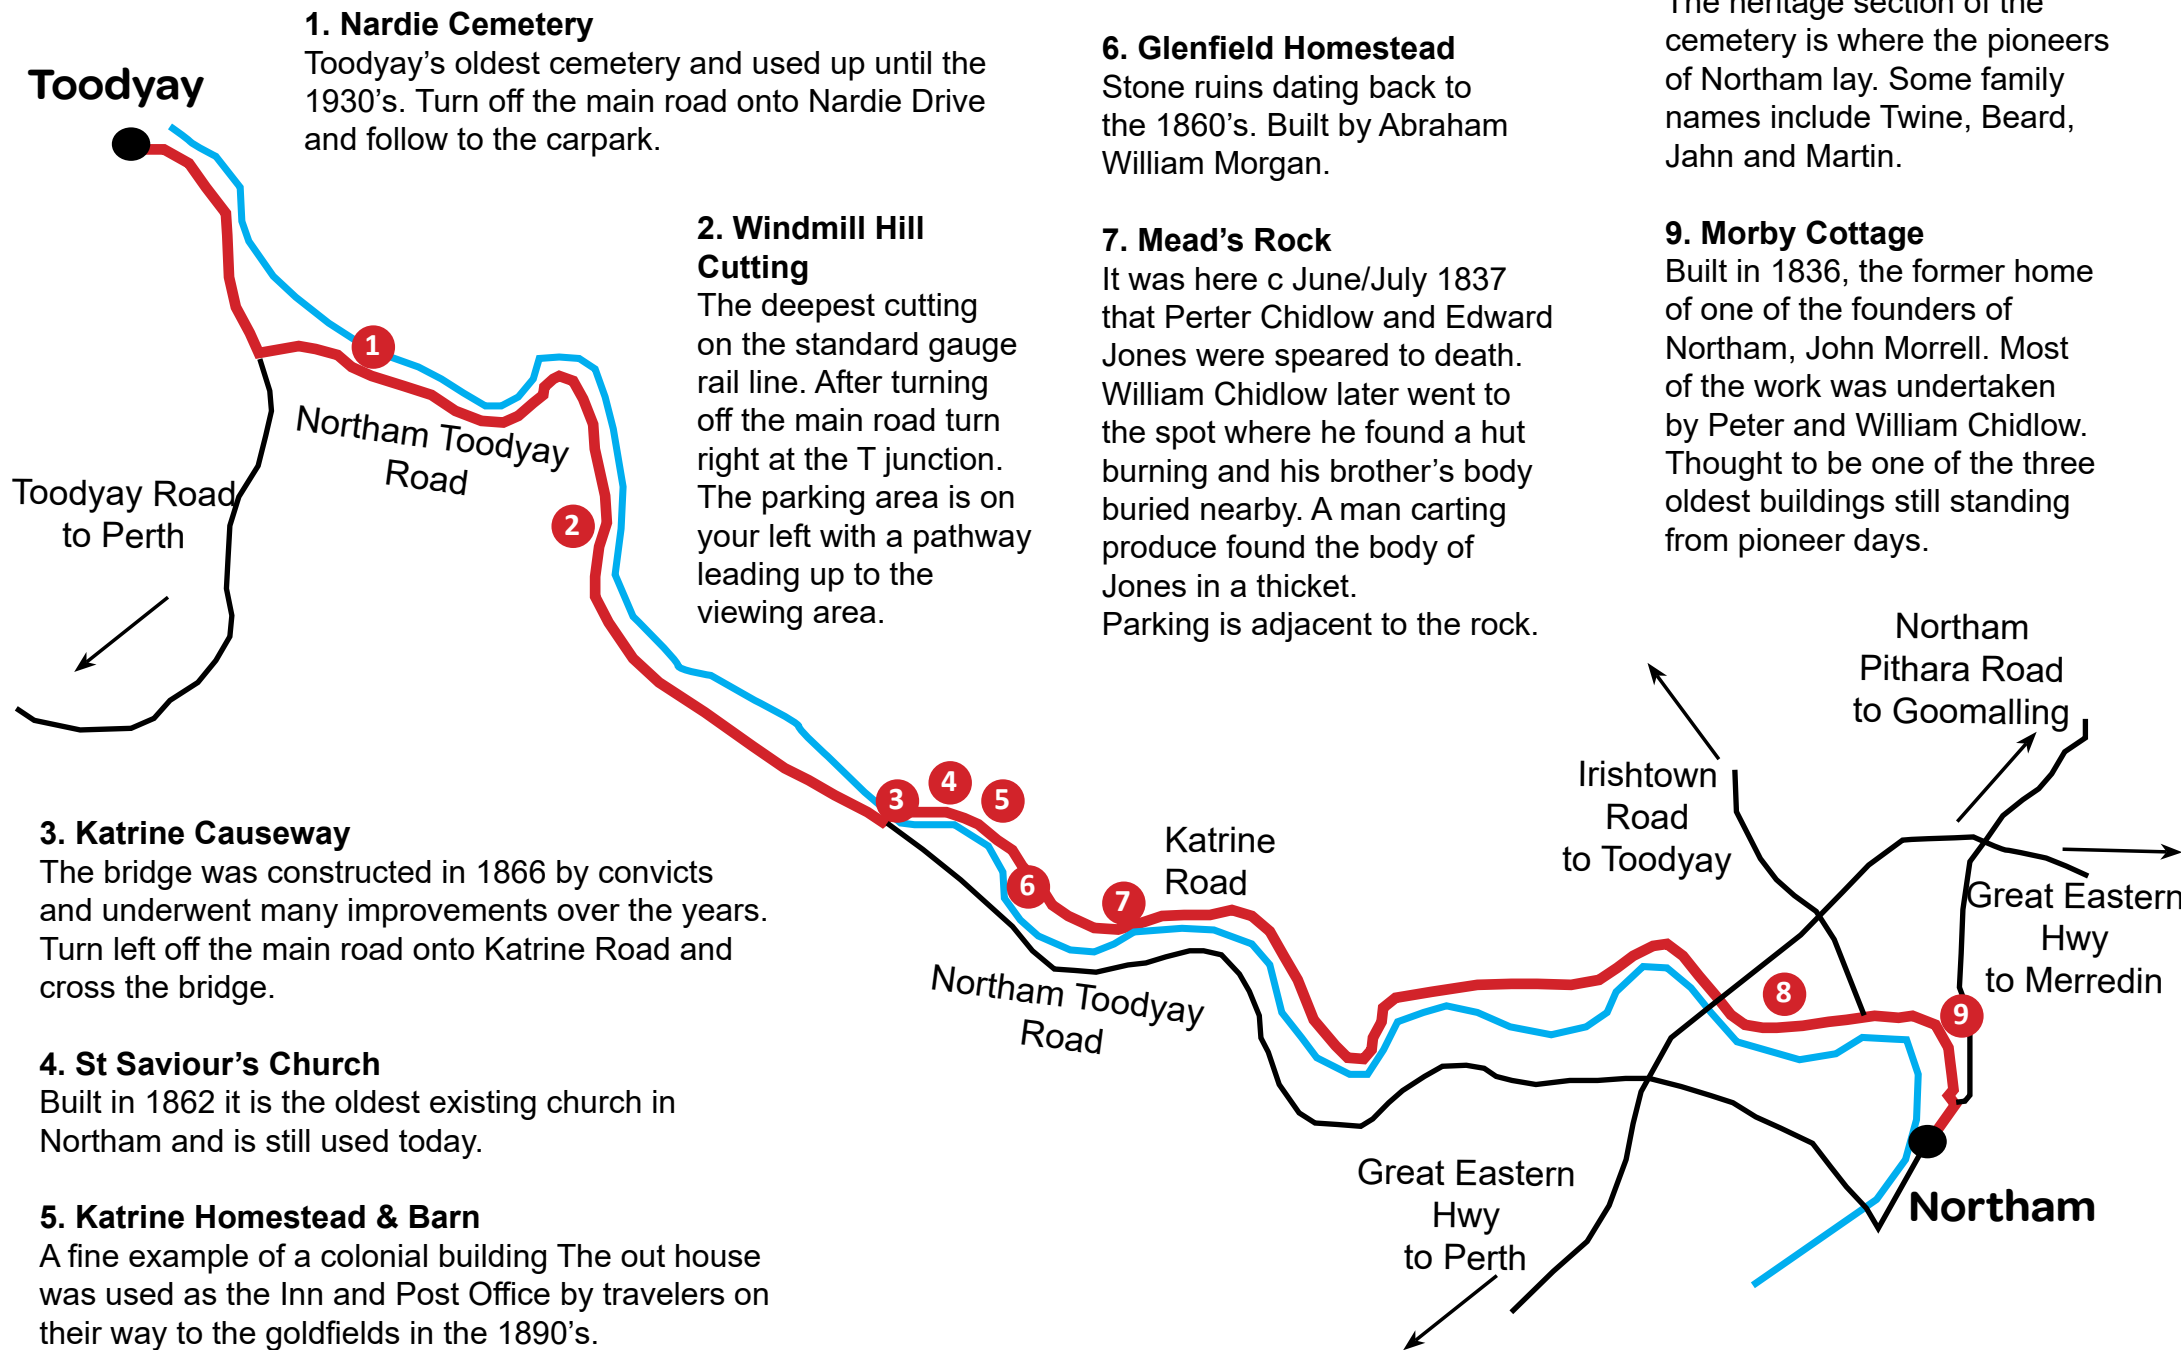 Toodyay
1. Nardie Cemetery
Toodyay’s oldest cemetery and used up until the
1930’s. Turn off the main road onto Nardie Drive
and follow to the carpark.
2. Windmill Hill
Cutting
The deepest cutting
on the standard gauge
rail line. After turning
off the main road turn
right at the T junction.
The parking area is on
your left with a pathway
leading up to the
viewing area.
6. Glenfield Homestead
Stone ruins dating back to
the 1860’s. Built by Abraham
William Morgan.
7. Mead’s Rock
It was here c June/July 1837
that Perter Chidlow and Edward
Jones were speared to death.
William Chidlow later went to
the spot where he found a hut
burning and his brother’s body
buried nearby. A man carting
produce found the body of
Jones in a thicket.
Parking is adjacent to the rock.
The heritage section of the
cemetery is where the pioneers
of Northam lay. Some family
names include Twine, Beard,
Jahn and Martin.
9. Morby Cottage
Built in 1836, the former home
of one of the founders of
Northam, John Morrell. Most
of the work was undertaken
by Peter and William Chidlow.
Thought to be one of the three
oldest buildings still standing
from pioneer days.
1
Northam Toodyay
Road
Toodyay Road
to Perth
2
3
4
5
6
7
Katrine
Road
Northam Toodyay
Road
Irishtown
Road
to Toodyay
Northam
Pithara Road
to Goomalling
Great Eastern
Hwy
to Merredin
8
9
Great Eastern
Hwy
to Perth
Northam
3. Katrine Causeway
The bridge was constructed in 1866 by convicts
and underwent many improvements over the years.
Turn left off the main road onto Katrine Road and
cross the bridge.
4. St Saviour’s Church
Built in 1862 it is the oldest existing church in
Northam and is still used today.
5. Katrine Homestead & Barn
A fine example of a colonial building The out house
was used as the Inn and Post Office by travelers on
their way to the goldfields in the 1890’s.